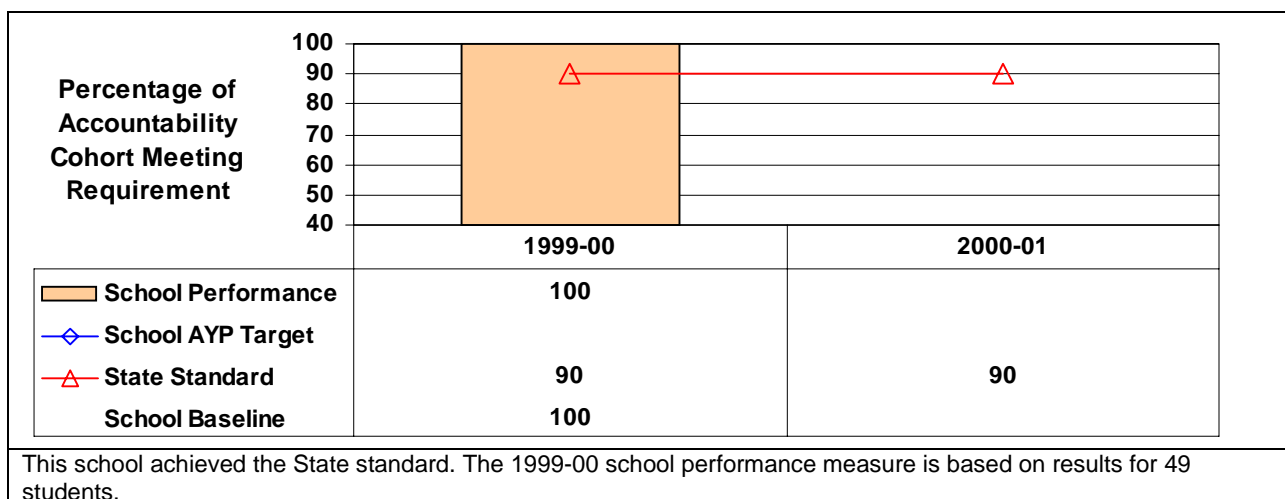 Percentage of
Accountability
Cohort Meeting
Requirement
100
90
80
70
60
50
40
1999-00 2000-01
School Performance 100
School AYP Target
State Standard 90 90
School Baseline 100
This school achieved the State standard. The 1999-00 school performance measure is based on results for 49
students.